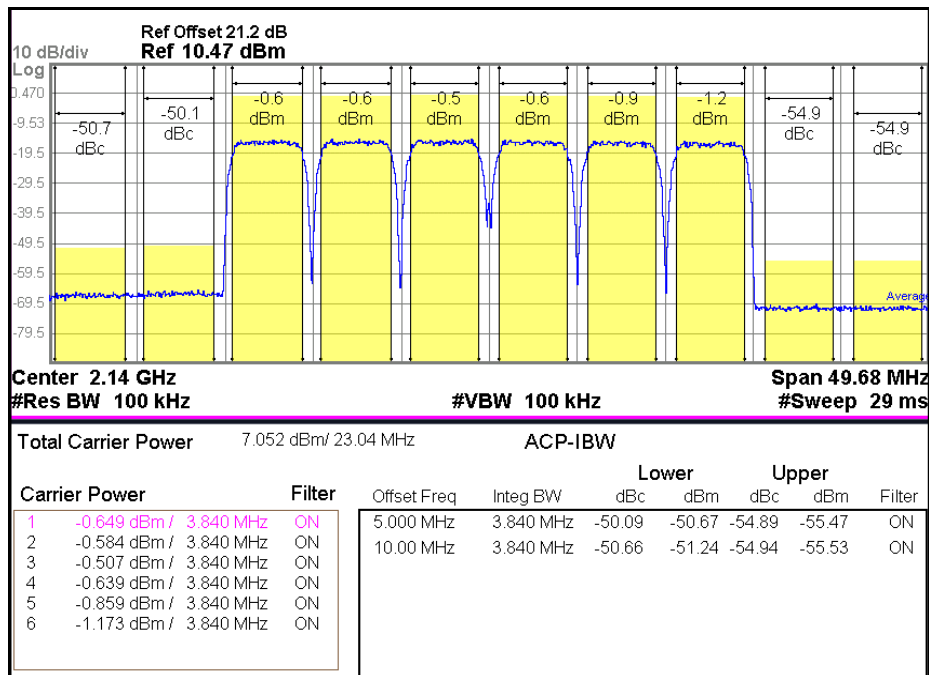 Ref Offset 21.2 dB
10 dB/div Ref 10.47 dBm
Log
0.470
-9.53
-19.5
-29.5
-39.5
-49.5
-59.5
-69.5
-79.5
-50.7 dBc
-50.1 dBc
-0.6 dBm
-0.6 dBm
-0.5 dBm
-0.6 dBm
-0.9 dBm
-1.2 dBm
-54.9 dBc
-54.9 dBc
Average
Center 2.14 GHz Span 49.68 MHz
#Res BW 100 kHz #VBW 100 kHz #Sweep 29 ms
Total Carrier Power 7.052 dBm/ 23.04 MHz ACP-IBW
Lower Upper
Carrier Power Filter Offset Freq Integ BW dBc dBm dBc dBm Filter
1 -0.649 dBm / 3.840 MHz ON 5.000 MHz 3.840 MHz -50.09 -50.67 -54.89 -55.47 ON
2 -0.584 dBm / 3.840 MHz ON 10.00 MHz 3.840 MHz -50.66 -51.24 -54.94 -55.53 ON
3 -0.507 dBm / 3.840 MHz ON
4 -0.639 dBm / 3.840 MHz ON
5 -0.859 dBm / 3.840 MHz ON
6 -1.173 dBm / 3.840 MHz ON